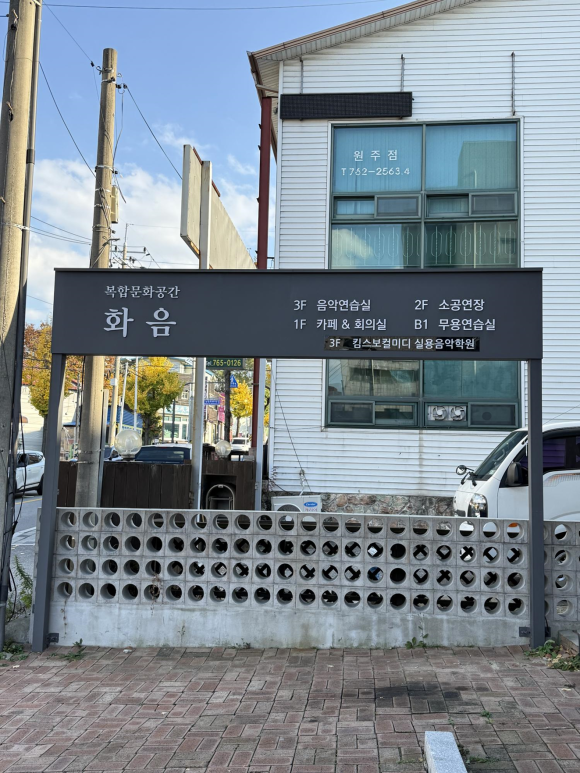 원주점
T762-2563.4
복합문화공간
화음
3F 음악연습실
2F 소공연장
1F 카페 & 회의실
B1 무용연습실
3F 킴스보컬미디 실용음악학원
765-0126